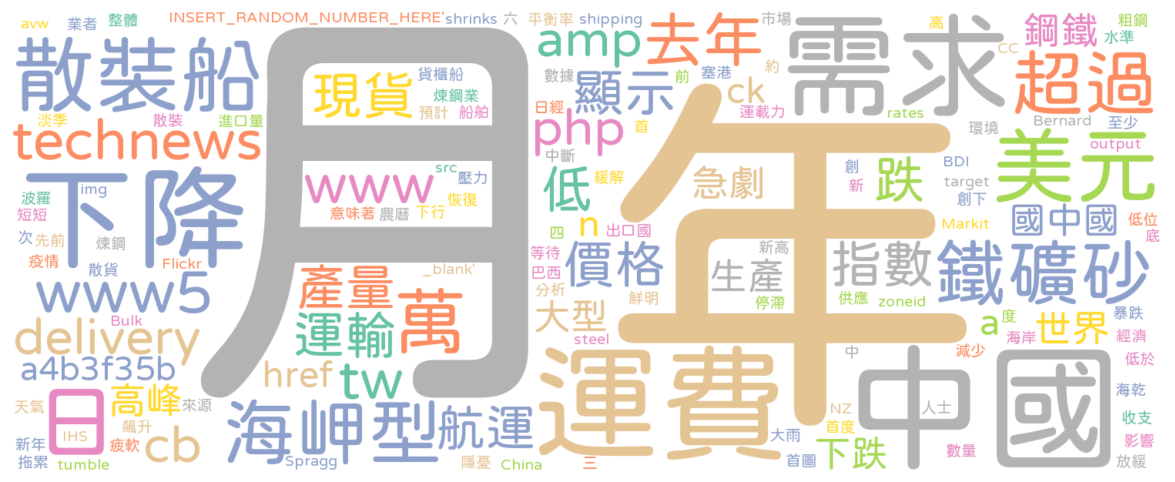 INSERT_RANDOM_NUMBER_HERE'
shrinks
六
平衡率
shipping
市場
高
粗鋼
avw
業者
整體
散裝船
月
現貨
貨櫃船
煉鋼業
預計
船舶
amp
去年
需求
cc
鋼鐵
水準
數據
顯示
前
塞港
約
ck
運載力
超過
淡季
散裝
進口量
technews
日經
首
php
rates
環境
Bernard
至少
中斷
output
下降
img
www
src
壓力
意味著
農曆
下行
恢復
低
緩解
年
急劇
創
新
跌
BDI
target
創下
美元
波羅
短短
次
先前
煉鋼
疫情
散貨
Flickr
四
n
出口國
Markit
國中國
低位
底
www5
_blank'
等待
巴西
分析
價格
鮮明
新高
生產
停滯
指數
供應
zoneid
鐵礦砂
產量
萬
運輸
Bulk
delivery
大型
steel
a
度
海岸
世界
暴跌
經濟
a4b3f35b
href
tw
中
減少
低於
日
IHS
高峰
來源
天氣
飆升
cb
運費
中國
人士
海乾
海岬型
航運
NZ
首度
收支
新年
拖累
疲軟
tumble
Spragg
隱憂
China
三
大雨
首圖
下跌
數量
影響
放緩